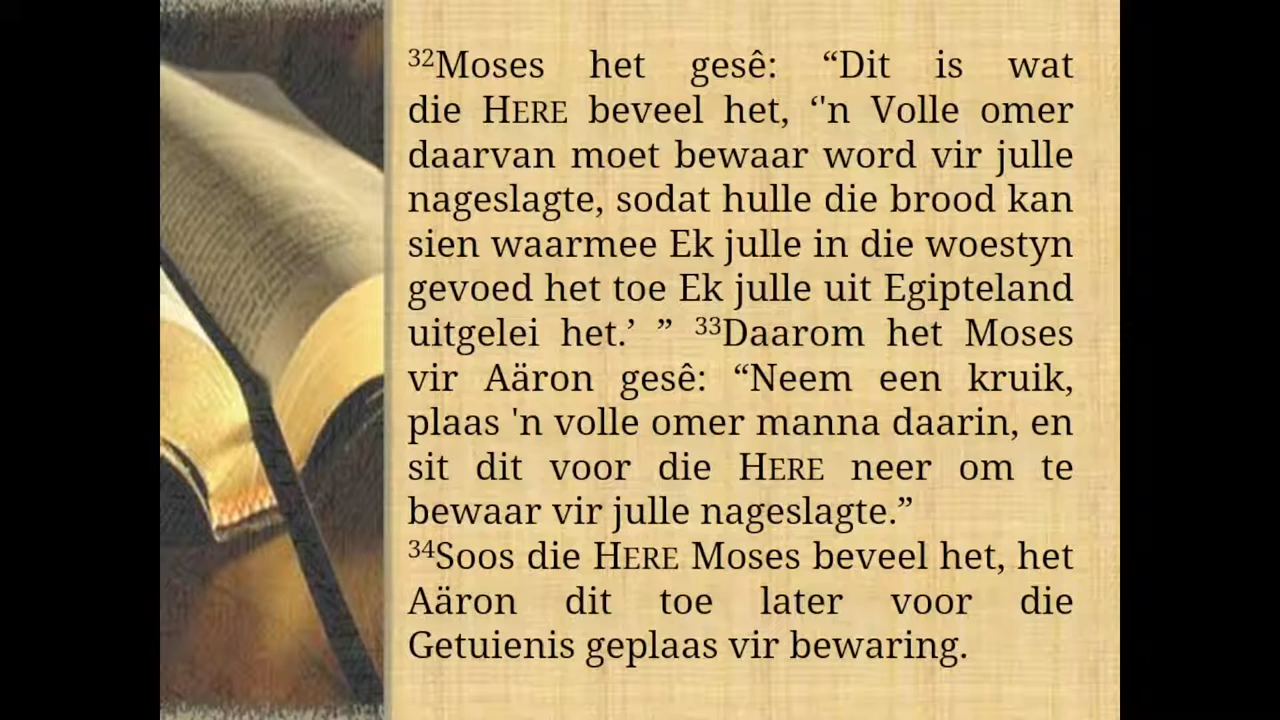 ³²Moses het gesê: “Dit is wat
die HERE beveel het, ‘'n Volle omer
daarvan moet bewaar word vir julle
nageslagte, sodat hulle die brood kan
sien waarmee Ek julle in die woestyn
gevoed het toe Ek julle uit Egipteland
uitgelei het.’ ” ³³Daarom het Moses
vir Aäron gesê: “Neem een kruik,
plaas 'n volle omer manna daarin, en
sit dit voor die HERE neer om te
bewaar vir julle nageslagte.”
³⁴Soos die HERE Moses beveel het, het
Aäron dit toe later voor die
Getuienis geplaas vir bewaring.